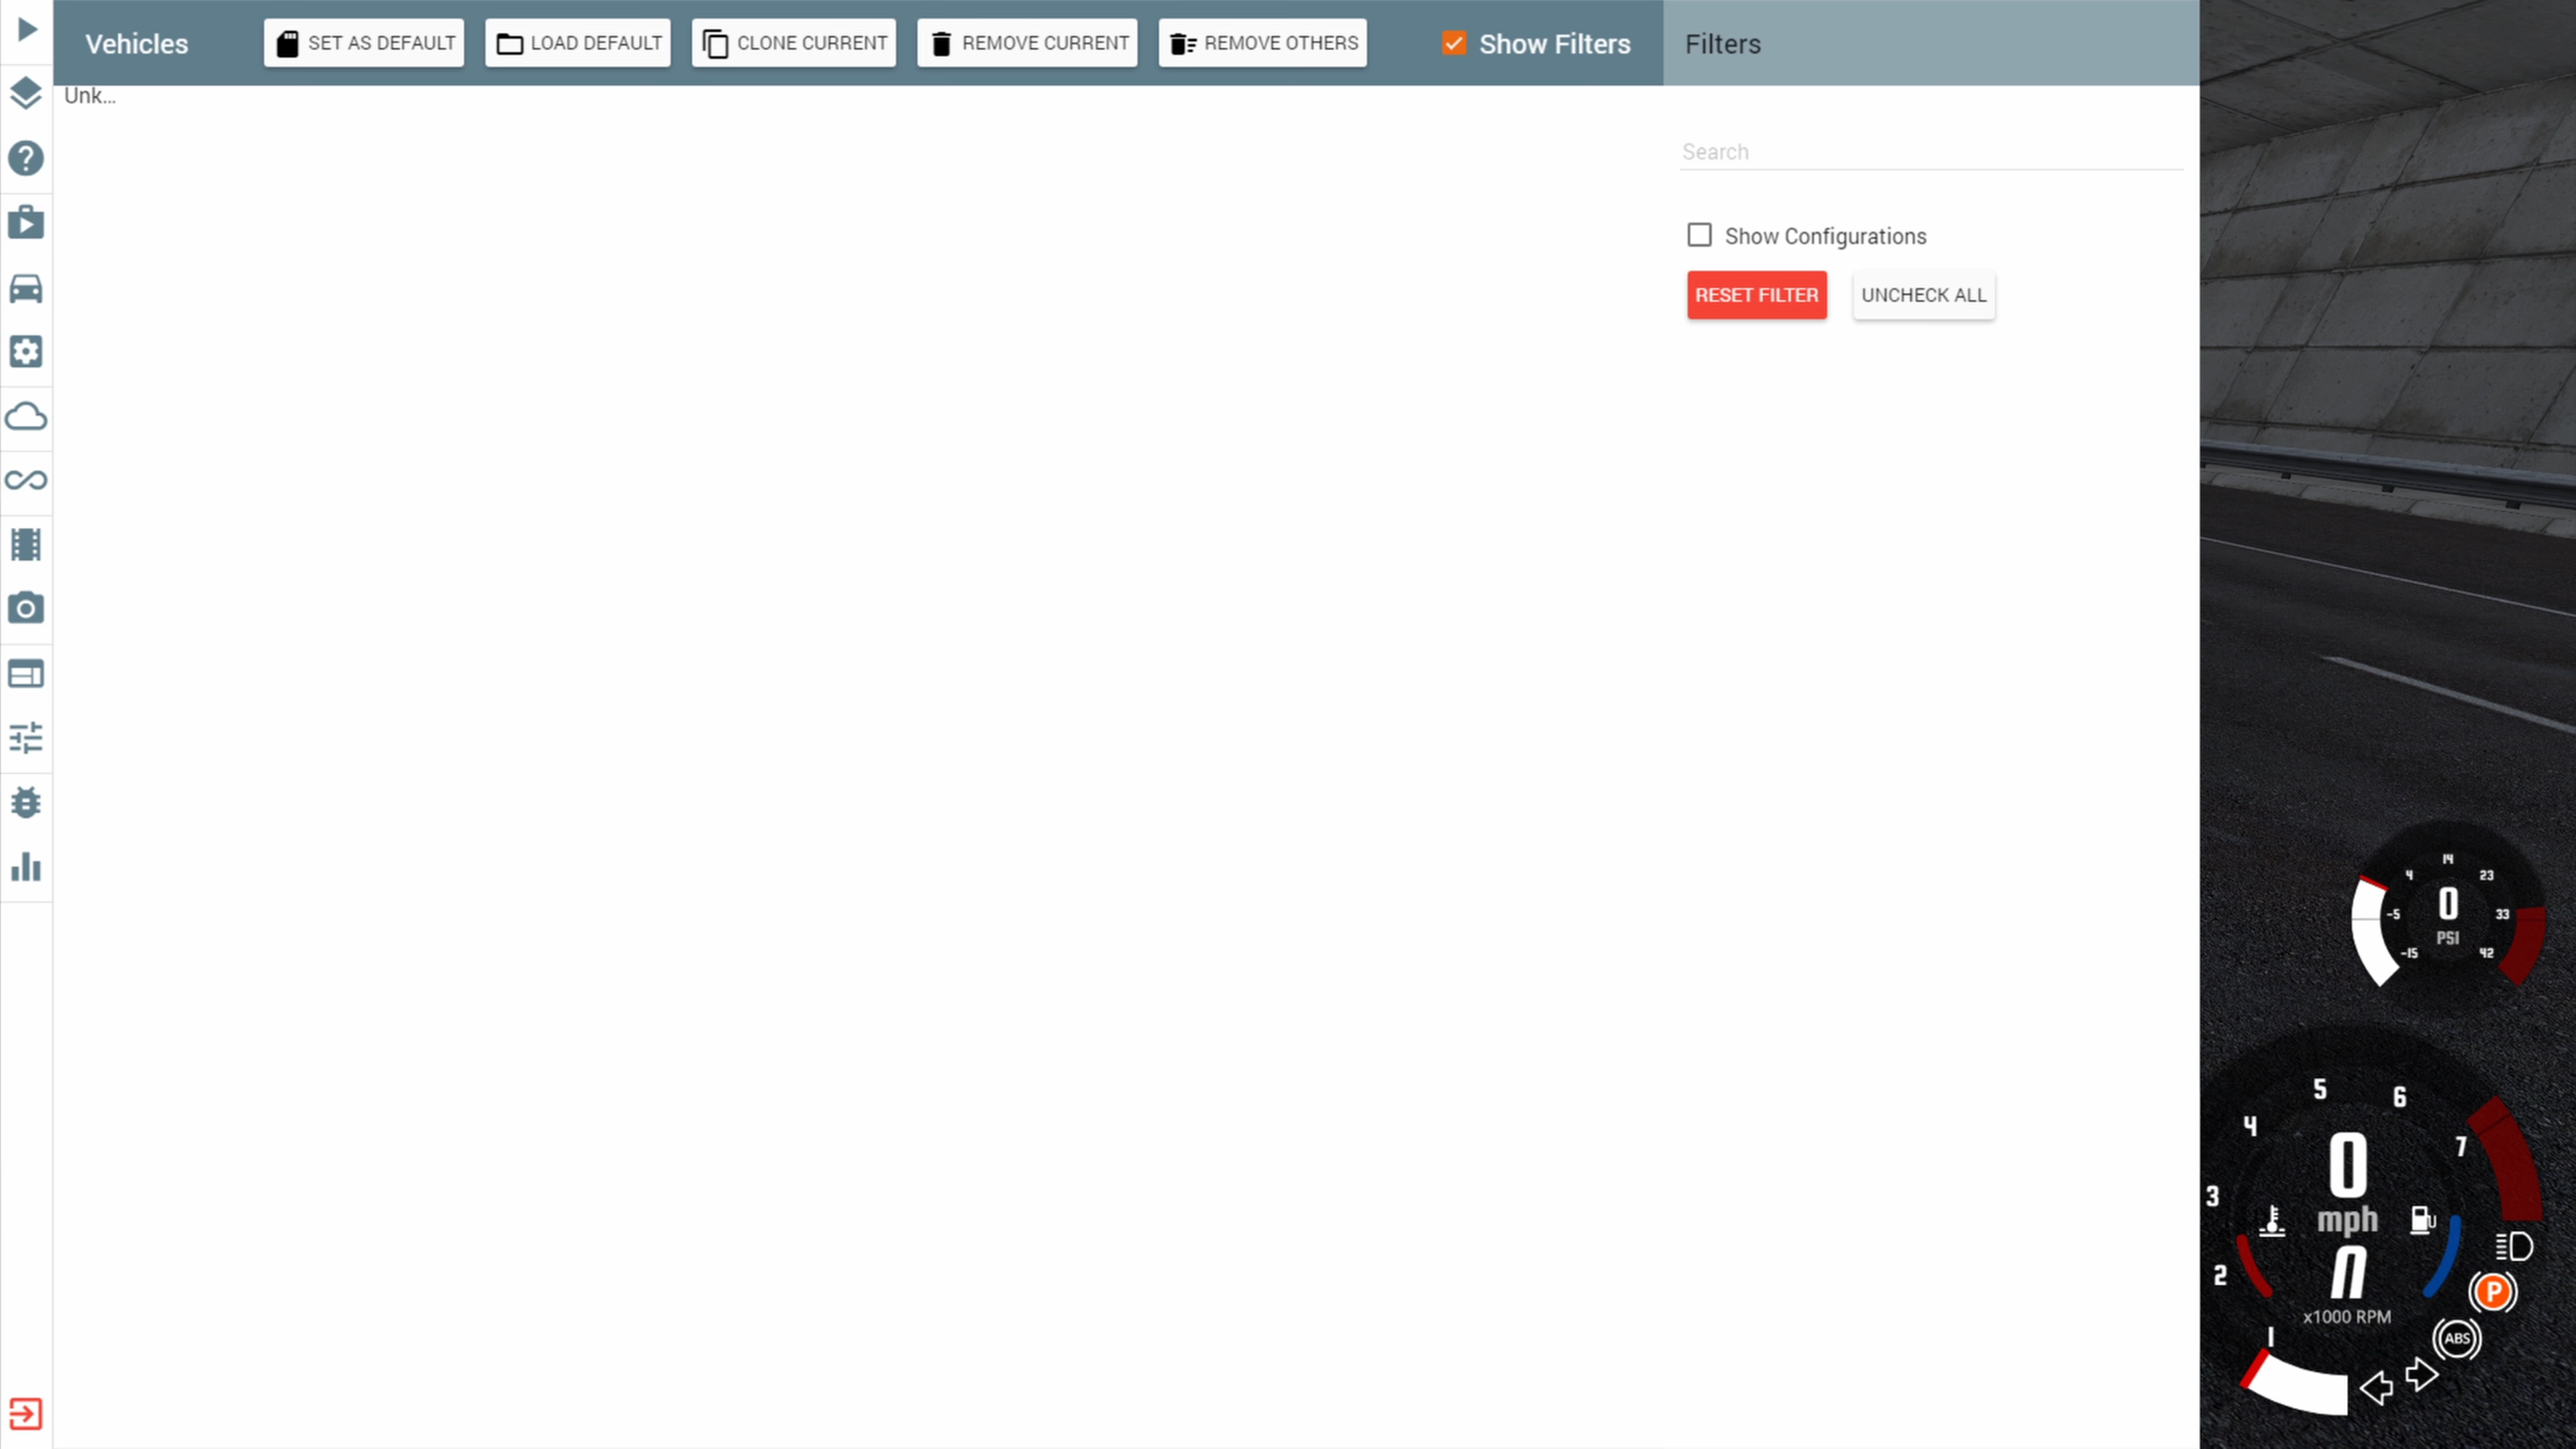 Vehicles
SET AS DEFAULT
LOAD DEFAULT
CLONE CURRENT
REMOVE CURRENT
REMOVE OTHERS
Show Filters
Filters
Unk...
Search
Show Configurations
RESET FILTER
UNCHECK ALL
14
4
23
0
-5
33
PSI
-15
42
5
6
4
7
0
3
mph
2
n
P
x1000 RPM
1
ABS